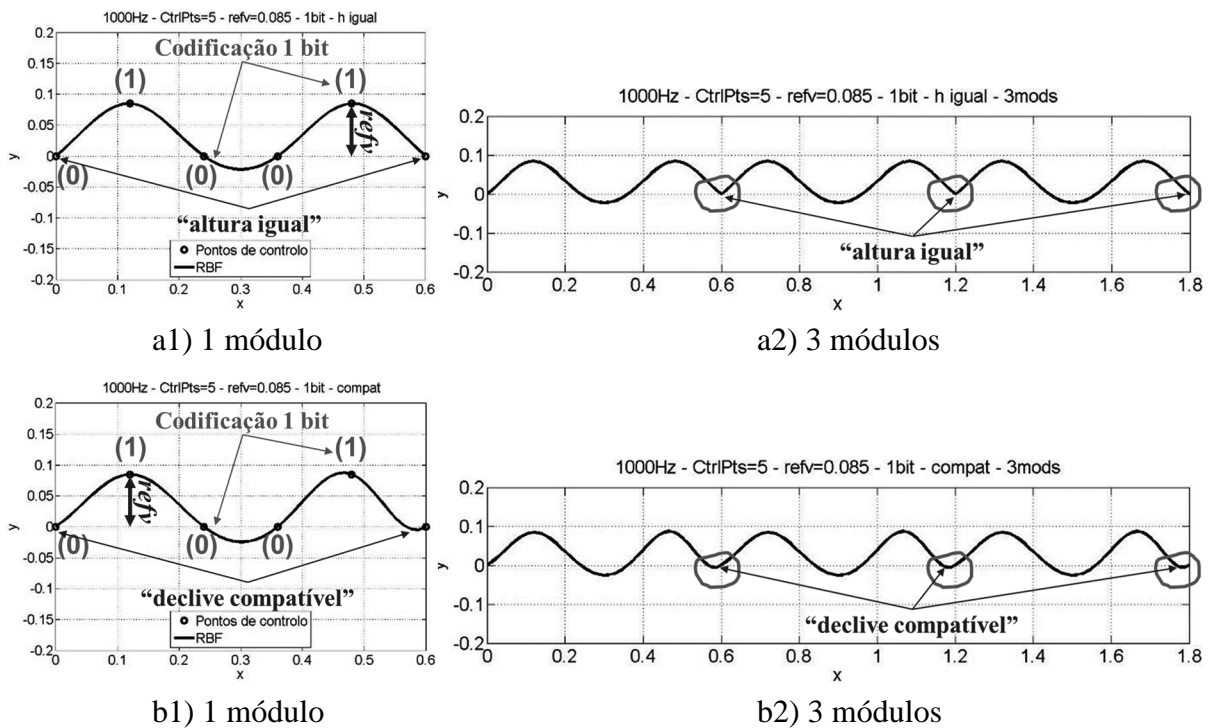 1000Hz - CtrlPts=5 - refv=0.085 - 1bit - h igual
0.2
0.15
0.1
0.05
0
-0.05
-0.1
-0.15
-0.2
y
Codificação 1 bit
(1)
(1)
refv
(0)
(0)
(0)
“altura igual”
Pontos de controlo
RBF
0
0.1
0.2
0.3
0.4
0.5
0.6
x
a1) 1 módulo
1000Hz - CtrlPts=5 - refv=0.085 - 1bit - h igual - 3mods
0.2
0.1
0
-0.1
-0.2
y
“altura igual”
0
0.2
0.4
0.6
0.8
1
1.2
1.4
1.6
1.8
x
a2) 3 módulos
1000Hz - CtrlPts=5 - refv=0.085 - 1bit - compat
0.2
0.15
0.1
0.05
0
-0.05
-0.1
-0.15
-0.2
y
Codificação 1 bit
(1)
(1)
refv
(0)
(0)
(0)
“declive compatível”
Pontos de controlo
RBF
0
0.1
0.2
0.3
0.4
0.5
0.6
x
b1) 1 módulo
1000Hz - CtrlPts=5 - refv=0.085 - 1bit - compat - 3mods
0.2
0.1
0
-0.1
-0.2
y
“declive compatível”
0
0.2
0.4
0.6
0.8
1
1.2
1.4
1.6
1.8
x
b2) 3 módulos